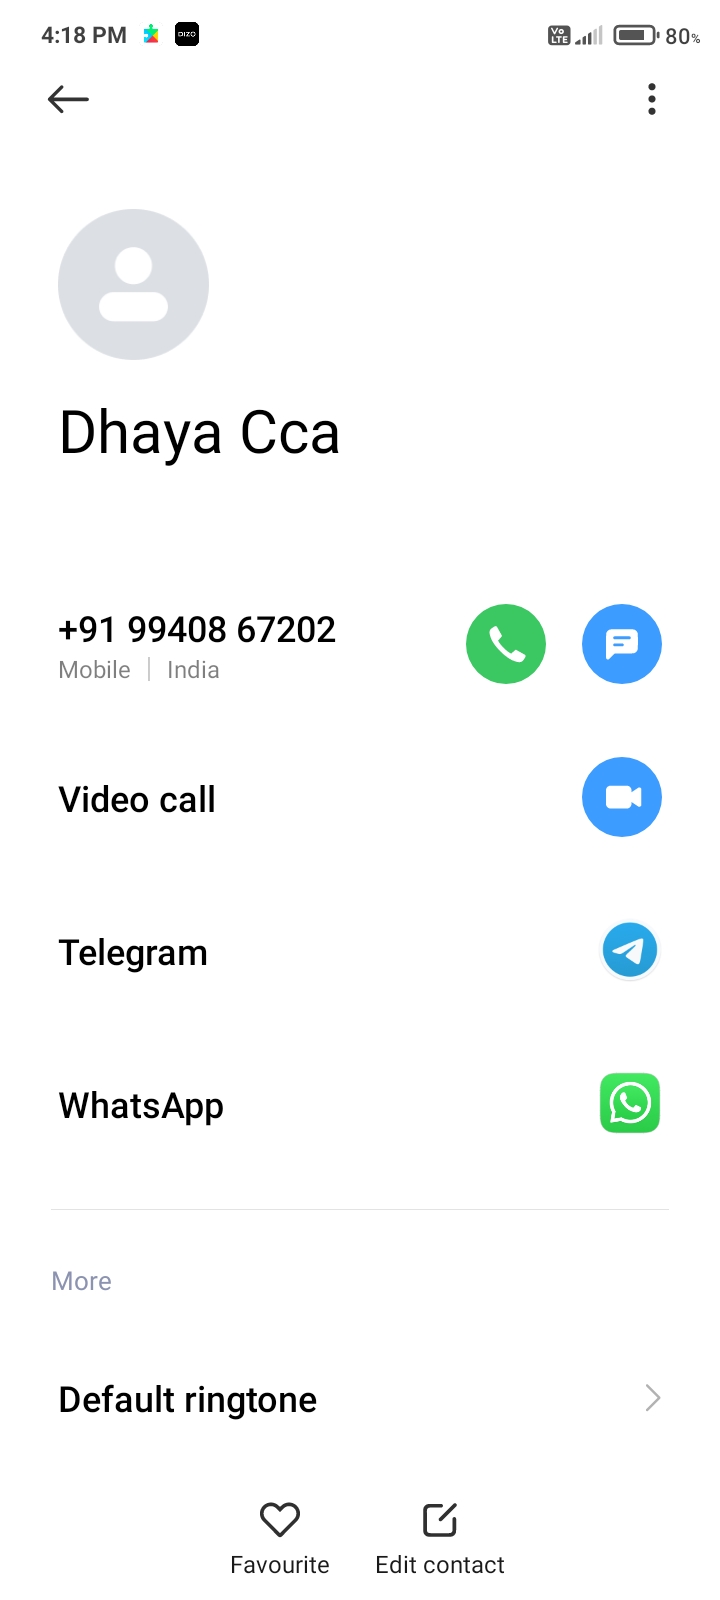 4:18 PM DIZO Vo LTE 80%
Dhaya Cca
+91 99408 67202
Mobile | India
Video call
Telegram
WhatsApp
More
Default ringtone
Favourite Edit contact